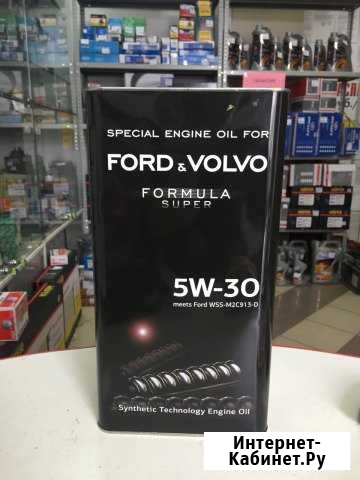 SPECIAL ENGINE OIL FOR
FORD & VOLVO
FORMULA
SUPER
5W-30
meets Ford WSS-M2C913-D
Synthetic Technology Engine Oil
Интернет-
Кабинет.Ру